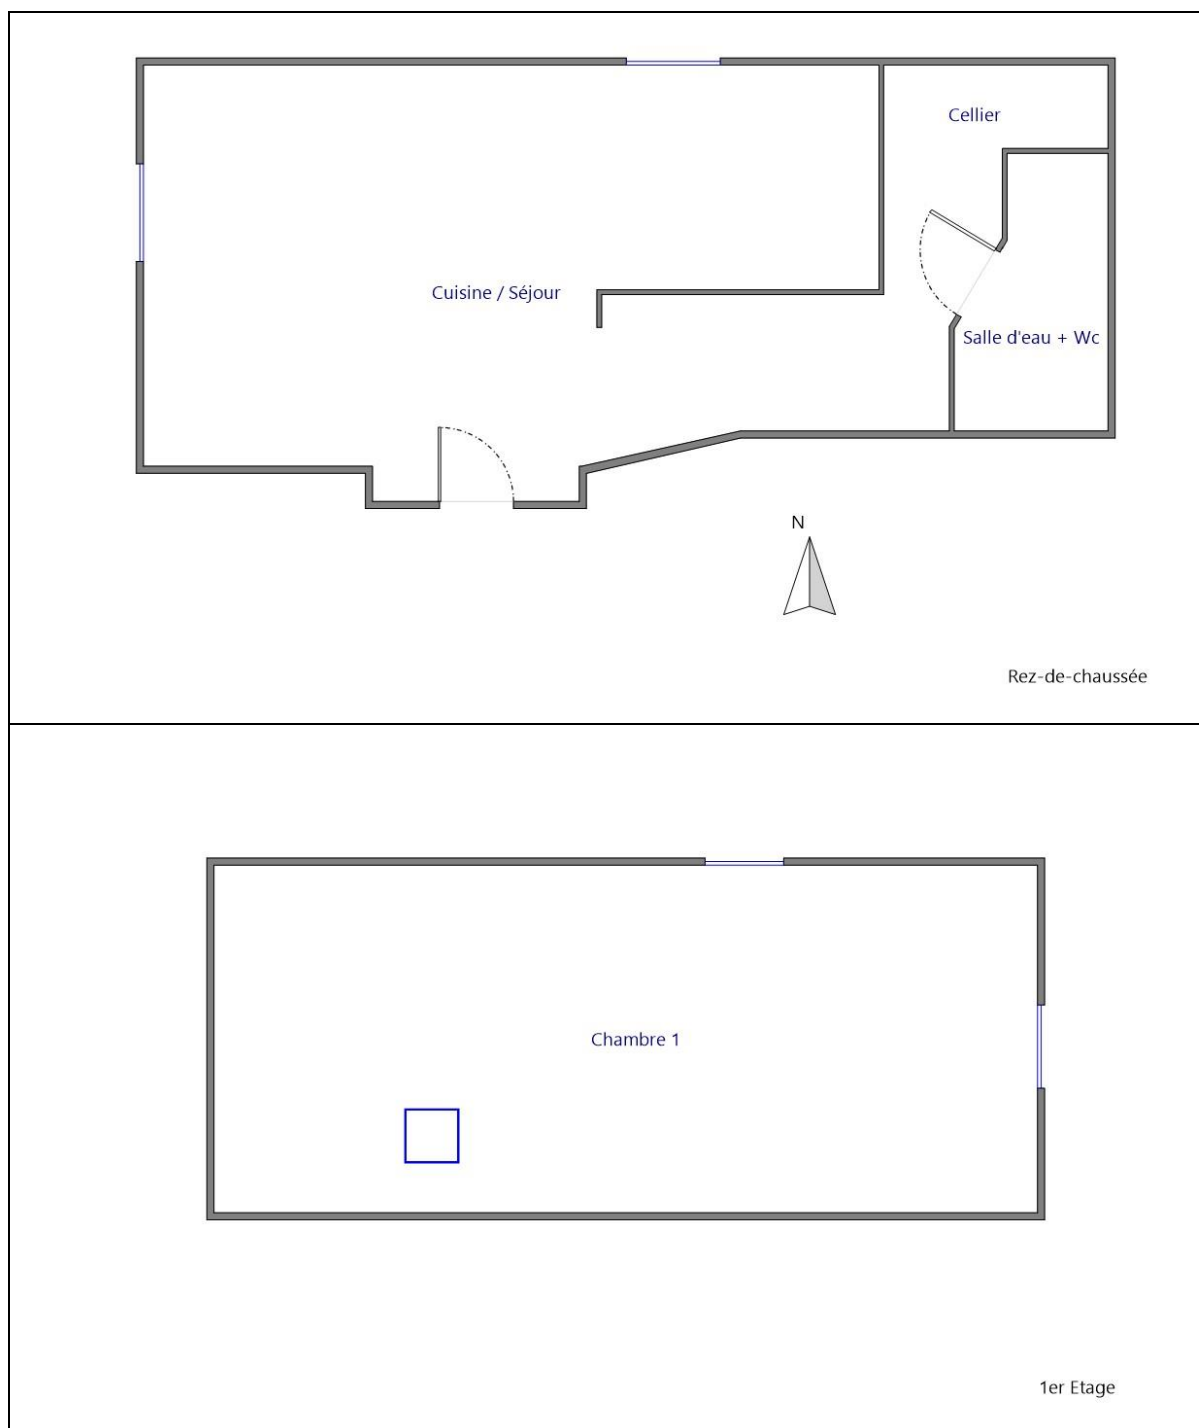 Cellier
Cuisine / Séjour
Salle d'eau + Wc
N
Rez-de-chaussée
Chambre 1
1er Etage